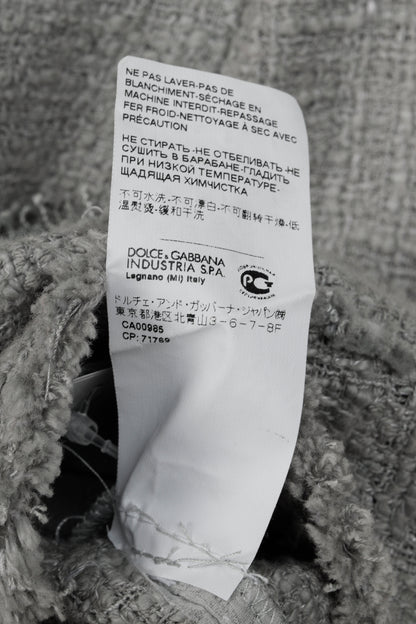 NE PAS LAVER-PAS DE
BLANCHIMENT-SÉCHAGE EN
MACHINE INTERDIT-REPASSAGE
FER FROID-NETTOYAGE À SEC AVEC
PRÉCAUTION
НЕ СТИРАТЬ-НЕ ОТБЕЛИВАТЬ-НЕ
СУШИТЬ В БАРАБАНЕ-ГЛАДИТЬ
ПРИ НИЗКОЙ ТЕМПЕРАТУРЕ-
ЩАДЯЩАЯ ХИМЧИСТКА
不可水洗-不可漂白-不可翻转干燥-低
温熨烫-缓和干洗
DOLCE & GABBANA
INDUSTRIA S.P.A.
Legnano (Mi) Italy
ドルチェ・アンド・ガッバーナ・ジャパン㈱
東京都港区北青山3-6-7-8F
CA00985
CP: 71769